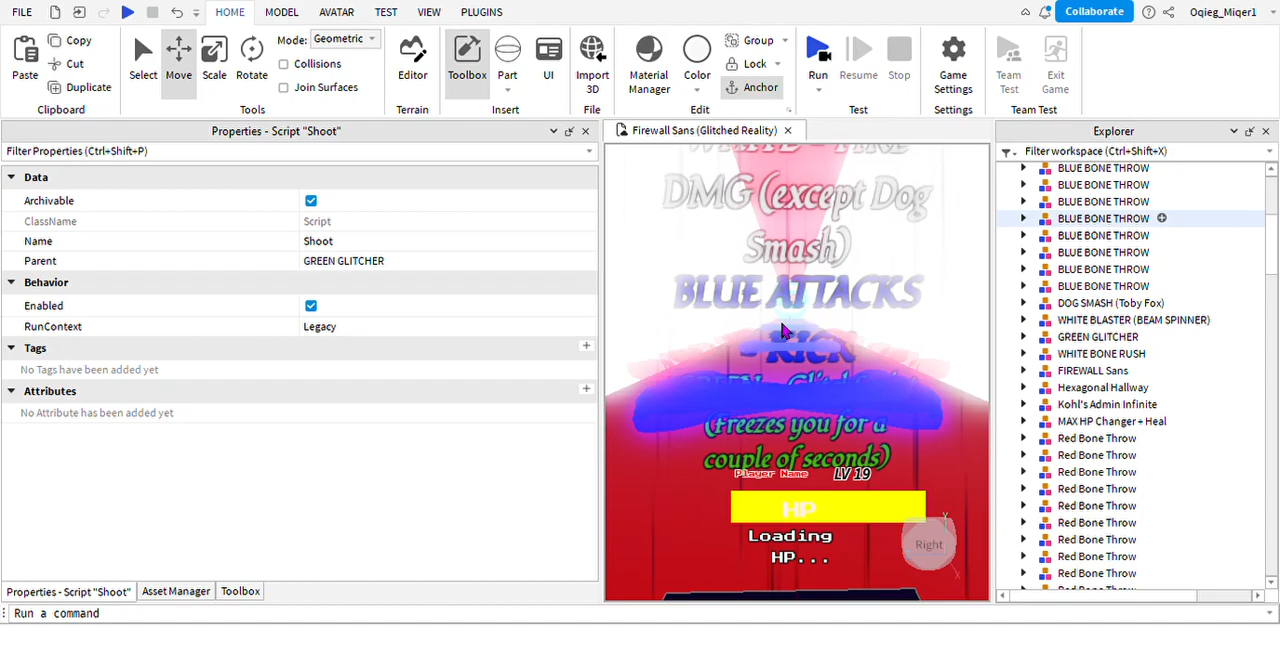 FILE HOME MODEL AVATAR TEST VIEW PLUGINS Collaborate Oqieg_Miqer1
Paste Copy Cut Duplicate Clipboard
Select Move Scale Rotate Mode: Geometric Collisions Join Surfaces Tools
Editor Terrain
Toolbox Part UI Insert
Import 3D File
Material Manager Color Group Lock Anchor Edit
Run Resume Stop Test
Game Settings Settings
Team Test Exit Game Team Test
Properties - Script "Shoot"
Filter Properties (Ctrl+Shift+P)
Data
Archivable
ClassName Script
Name Shoot
Parent GREEN GLITCHER
Behavior
Enabled
RunContext Legacy
Tags
No Tags have been added yet
Attributes
No Attribute has been added yet
Properties - Script "Shoot" Asset Manager Toolbox
Run a command
Firewall Sans (Glitched Reality)
DMG (except Dog
Smash)
BLUE ATTACKS
(Freezes you for a
couple of seconds)
Player Name LV 19
HP
Loading
HP...
Right
Y
X
Explorer
Filter workspace (Ctrl+Shift+X)
BLUE BONE THROW
BLUE BONE THROW
BLUE BONE THROW
BLUE BONE THROW
BLUE BONE THROW
BLUE BONE THROW
BLUE BONE THROW
BLUE BONE THROW
DOG SMASH (Toby Fox)
WHITE BLASTER (BEAM SPINNER)
GREEN GLITCHER
WHITE BONE RUSH
FIREWALL Sans
Hexagonal Hallway
Kohl's Admin Infinite
MAX HP Changer + Heal
Red Bone Throw
Red Bone Throw
Red Bone Throw
Red Bone Throw
Red Bone Throw
Red Bone Throw
Red Bone Throw
Red Bone Throw
Red Bone Throw